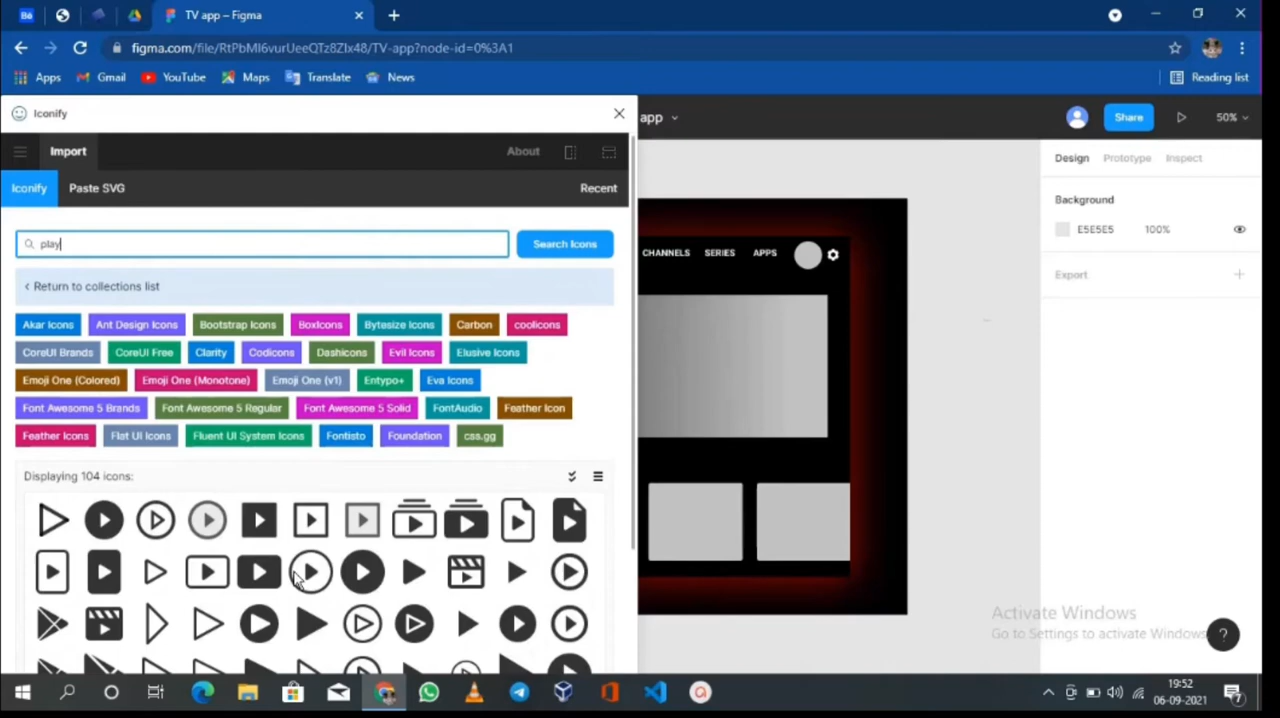 Bē
TV app – Figma
figma.com/file/RtPbMI6vurUeeQTz8ZIx48/TV-app?node-id=0%3A1
Apps Gmail YouTube Maps Translate News Reading list
Iconify
app
Share
50%
Import
About
Design Prototype Inspect
Iconify Paste SVG Recent
Background
E5E5E5 100%
Export
play
Search Icons
< Return to collections list
Akar Icons Ant Design Icons Bootstrap Icons BoxIcons Bytesize Icons Carbon coolicons
CoreUI Brands CoreUI Free Clarity Codicons Dashicons Evil Icons Elusive Icons
Emoji One (Colored) Emoji One (Monotone) Emoji One (v1) Entypo+ Eva Icons
Font Awesome 5 Brands Font Awesome 5 Regular Font Awesome 5 Solid FontAudio Feather Icon
Feather Icons Flat UI Icons Fluent UI System Icons Fontisto Foundation css.gg
Displaying 104 icons:
CHANNELS SERIES APPS
Activate Windows
Go to Settings to activate Windows
?
19:52
06-09-2021
7